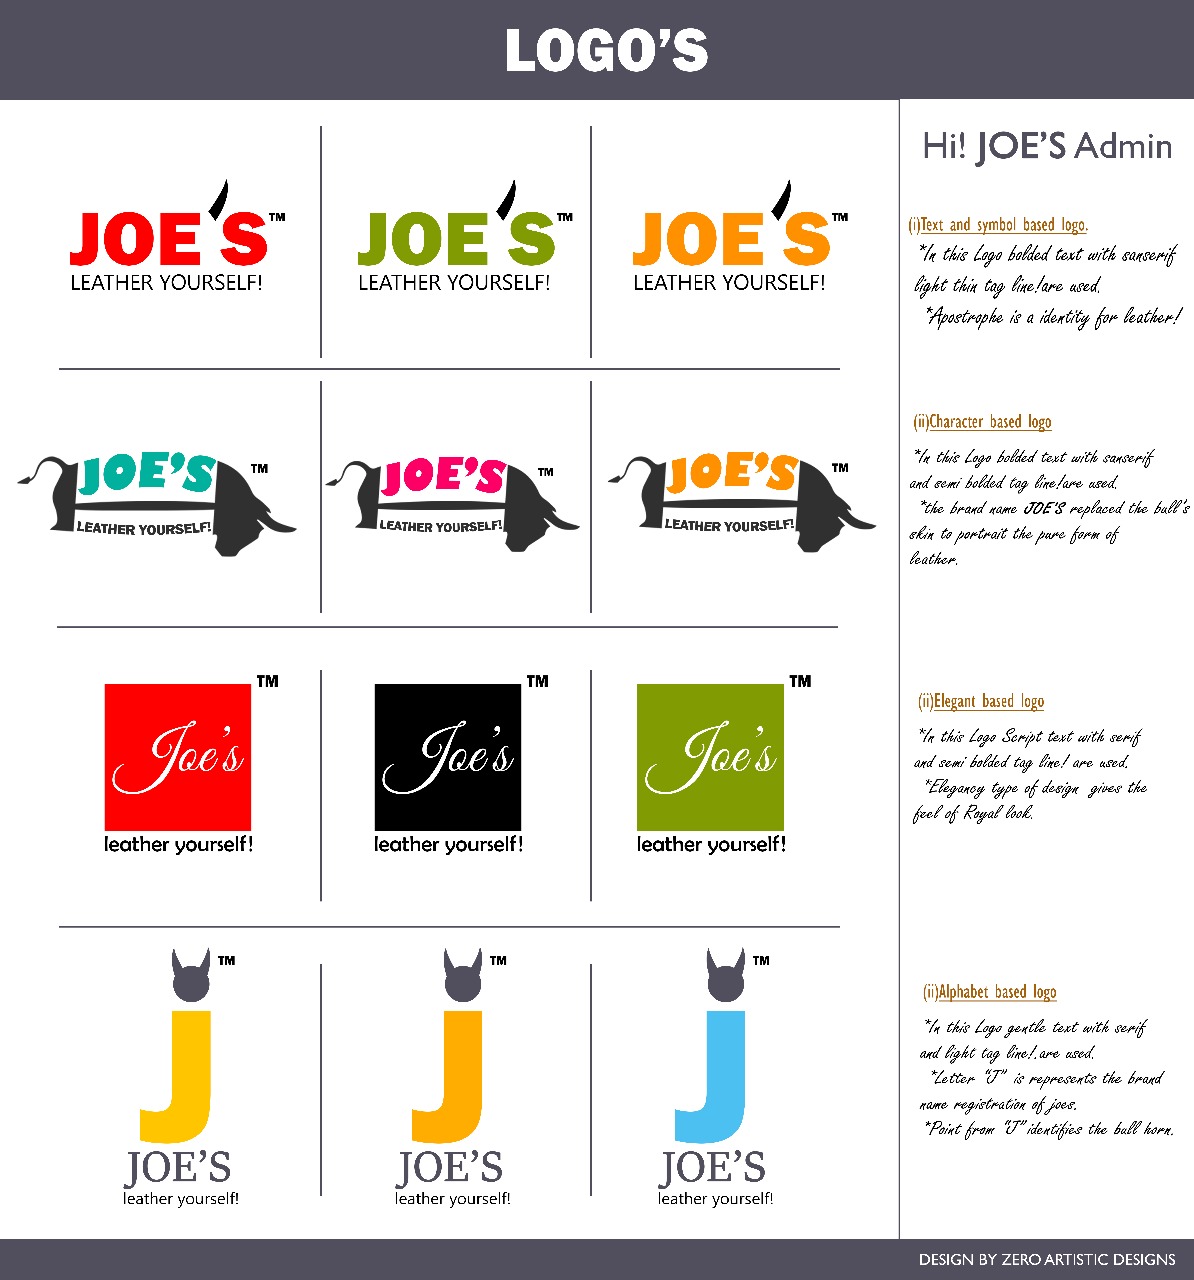 LOGO'S
JOE'S™
LEATHER YOURSELF!
JOE'S™
LEATHER YOURSELF!
JOE'S™
LEATHER YOURSELF!
JOE'S ™
LEATHER YOURSELF!
JOE'S ™
LEATHER YOURSELF!
JOE'S ™
LEATHER YOURSELF!
™
Joe's
leather yourself!
™
Joe's
leather yourself!
™
Joe's
leather yourself!
™
J
JOE'S
leather yourself!
™
J
JOE'S
leather yourself!
™
J
JOE'S
leather yourself!
Hi! JOE'S Admin
(i)Text and symbol based logo.
*In this Logo bolded text with sanserif
light thin tag line!are used.
*Apostrophe is a identity for leather!
(ii)Character based logo
*In this Logo bolded text with sanserif
and semi bolded tag line!are used.
*the brand name JOE'S replaced the bull's
skin to portrait the pure form of
leather.
(ii)Elegant based logo
*In this Logo Script text with serif
and semi bolded tag line! are used.
*Elegancy type of design gives the
feel of Royal look.
(ii)Alphabet based logo
*In this Logo gentle text with serif
and light tag line!.are used.
*Letter "J" is represents the brand
name registration of joes.
*Point from "J" identifies the bull horn.
DESIGN BY ZERO ARTISTIC DESIGNS